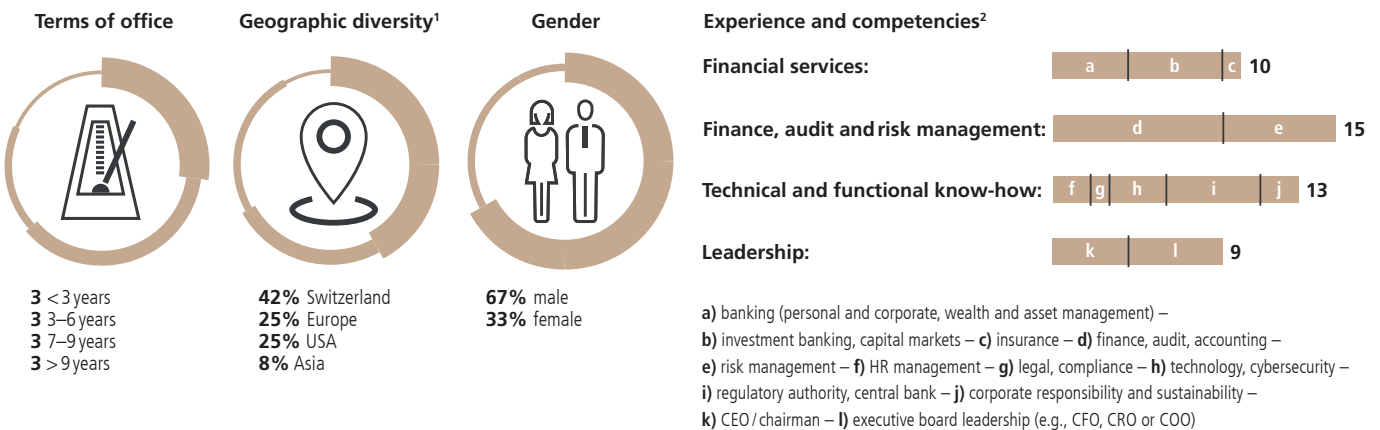 Terms of office
3 < 3 years
3 3–6 years
3 7–9 years
3 > 9 years
Geographic diversity¹
42% Switzerland
25% Europe
25% USA
8% Asia
Gender
67% male
33% female
Experience and competencies²
Financial services: a b c 10
Finance, audit and risk management: d e 15
Technical and functional know-how: f g h i j 13
Leadership: k l 9
a) banking (personal and corporate, wealth and asset management) –
b) investment banking, capital markets – c) insurance – d) finance, audit, accounting –
e) risk management – f) HR management – g) legal, compliance – h) technology, cybersecurity –
i) regulatory authority, central bank – j) corporate responsibility and sustainability –
k) CEO / chairman – l) executive board leadership (e.g., CFO, CRO or COO)